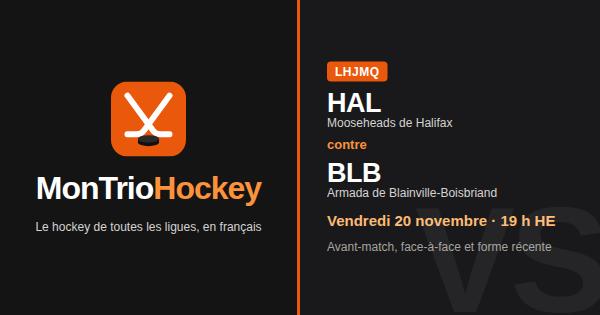 MonTrioHockey
Le hockey de toutes les ligues, en français
LHJMQ
HAL
Mooseheads de Halifax
contre
BLB
Armada de Blainville-Boisbriand
Vendredi 20 novembre · 19 h HE
Avant-match, face-à-face et forme récente
VS